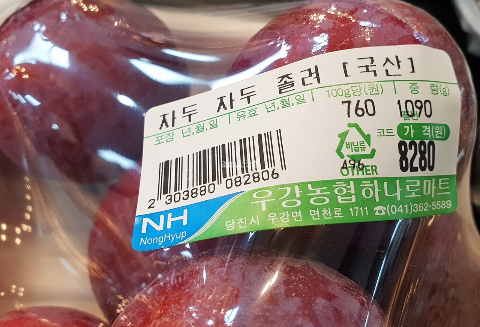 자두 자두 졸려 [국산]
포장 년,월,일 유효 년,월,일 100g당(원) 중 량(g)
760 1090
비닐류
OTHER
코드 가 격(원)
496 8280
2 303880 082806
NH
NongHyup
우강농협하나로마트
당진시 우강면 면천로 1711 ☎(041)362-5589